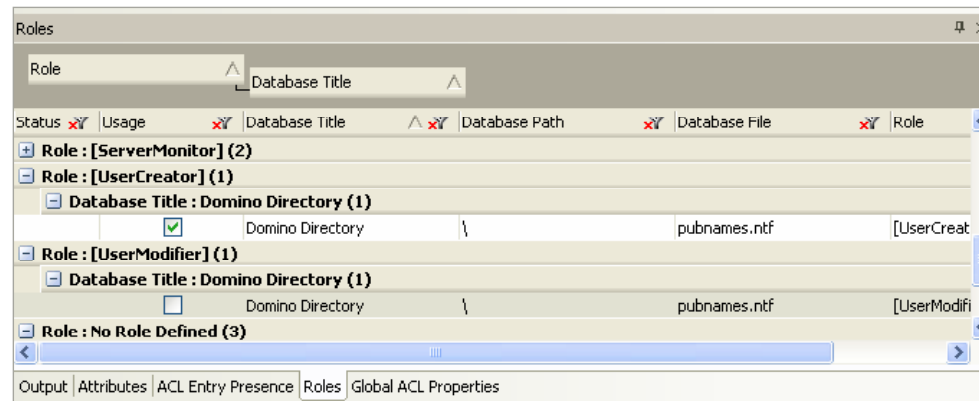 Roles
Role
Database Title
Status Usage Database Title Database Path Database File Role
Role : [ServerMonitor] (2)
Role : [UserCreator] (1)
Database Title : Domino Directory (1)
Domino Directory \ pubnames.ntf [UserCreat
Role : [UserModifier] (1)
Database Title : Domino Directory (1)
Domino Directory \ pubnames.ntf [UserModifi
Role : No Role Defined (3)
Output Attributes ACL Entry Presence Roles Global ACL Properties